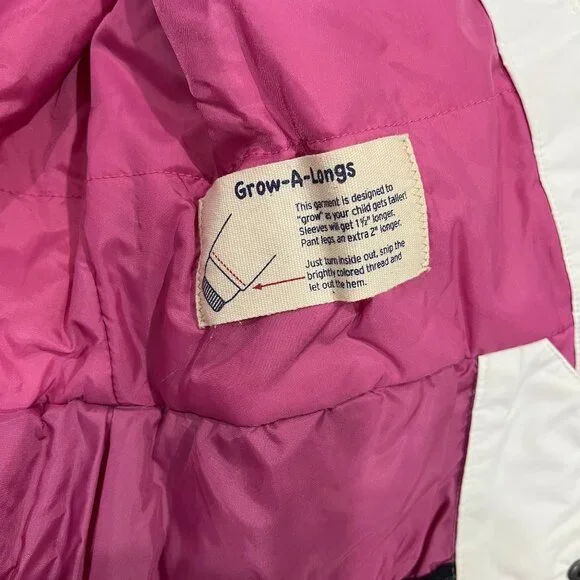 Grow-A-Longs
This garment is designed to
"grow" as your child gets taller!
Sleeves will get 1 ½" longer.
Pant legs, an extra 2" longer.
Just turn inside out, snip the
brightly colored thread and
let out the hem.